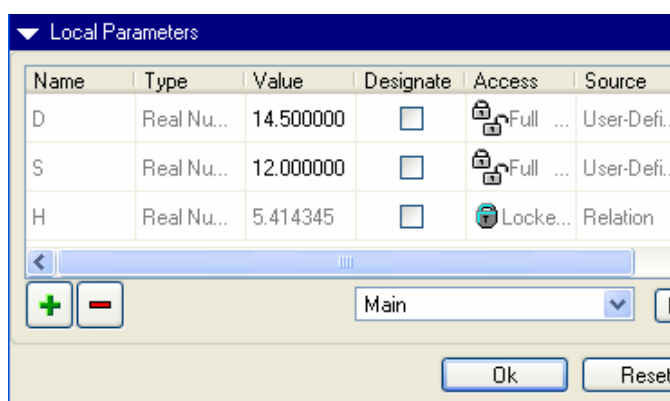 Local Parameters
Name Type Value Designate Access Source
D Real Nu... 14.500000 Full ... User-Defi..
S Real Nu... 12.000000 Full ... User-Defi..
H Real Nu... 5.414345 Locke... Relation
Main
Ok Reset